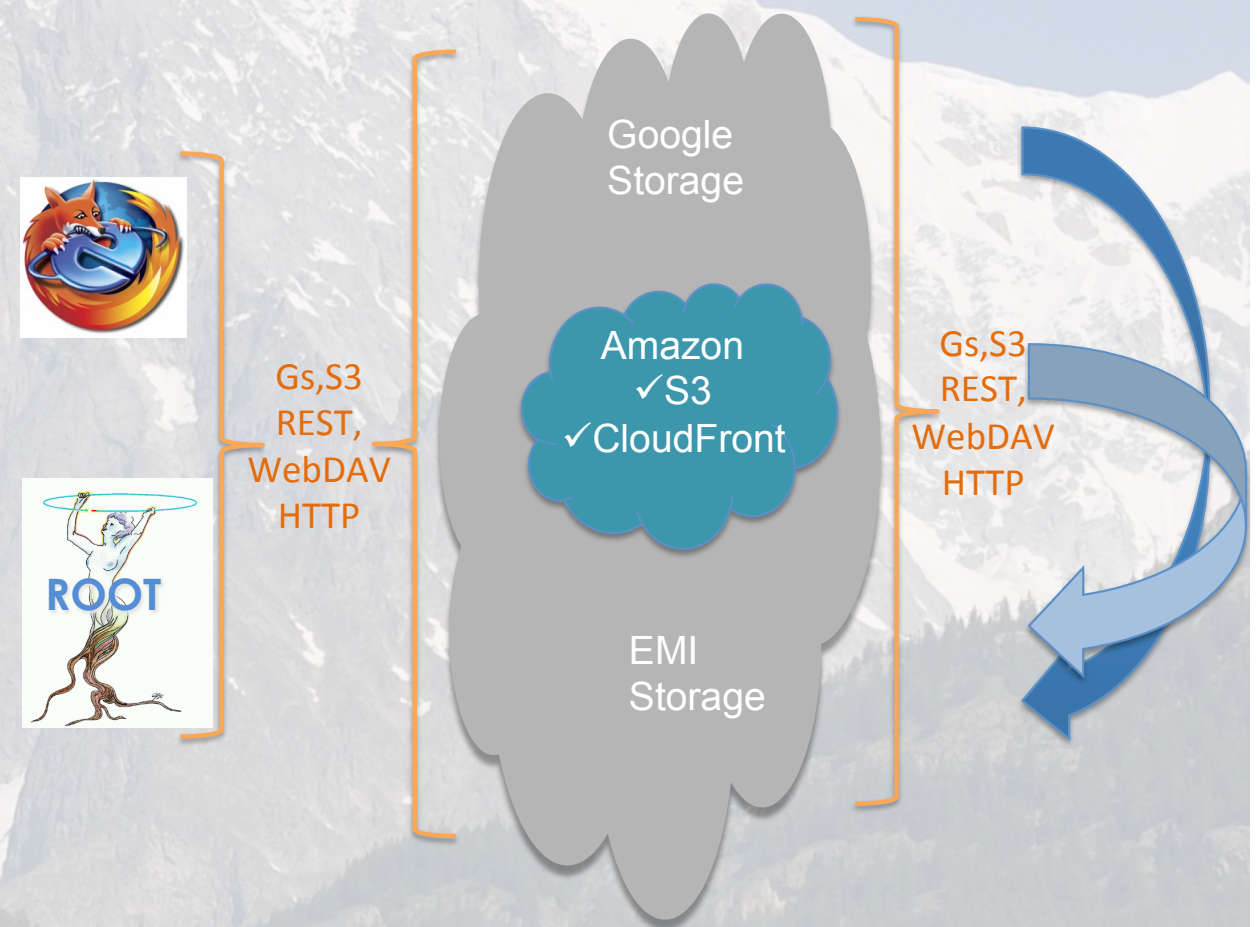 Google
Storage
Amazon
✓S3
✓CloudFront
EMI
Storage
Gs,S3
REST,
WebDAV
HTTP
Gs,S3
REST,
WebDAV
HTTP
e
ROOT